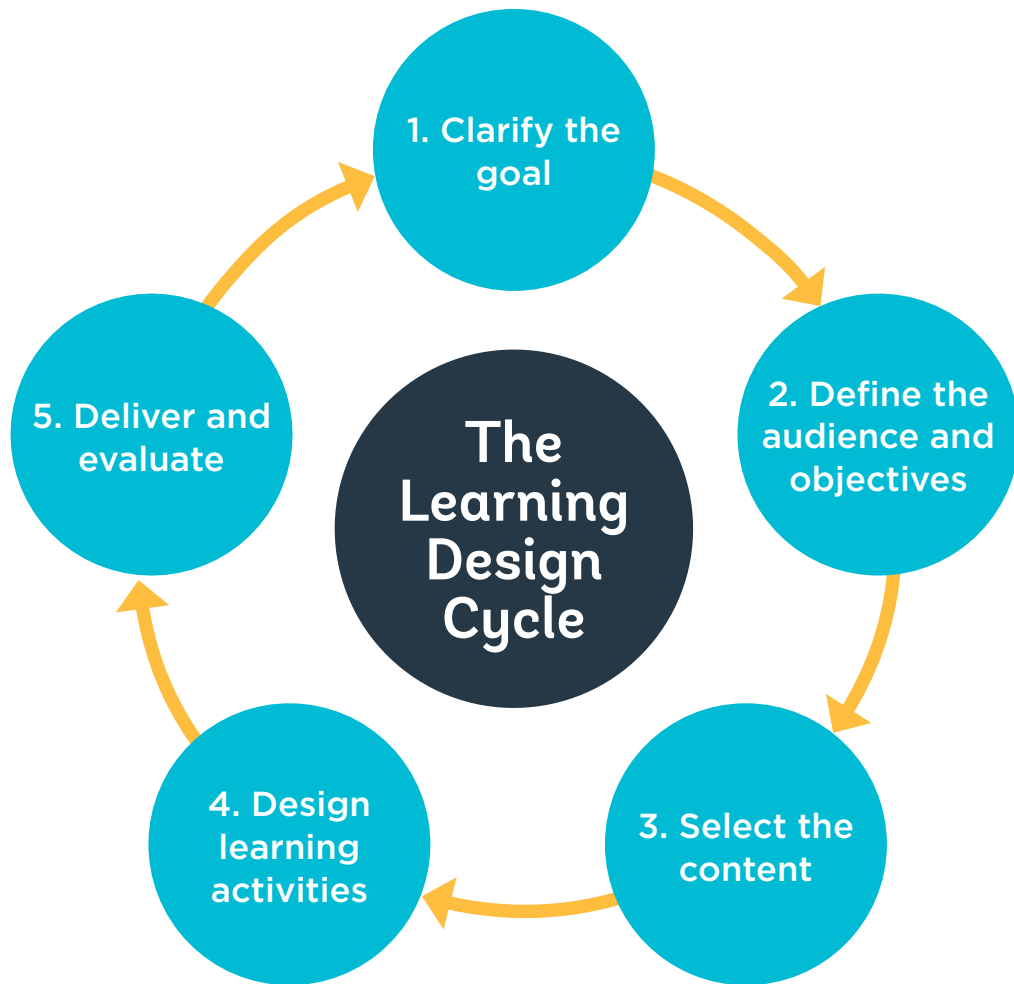 1. Clarify the
goal
2. Define the
audience and
objectives
3. Select the
content
4. Design
learning
activities
5. Deliver and
evaluate
The
Learning
Design
Cycle